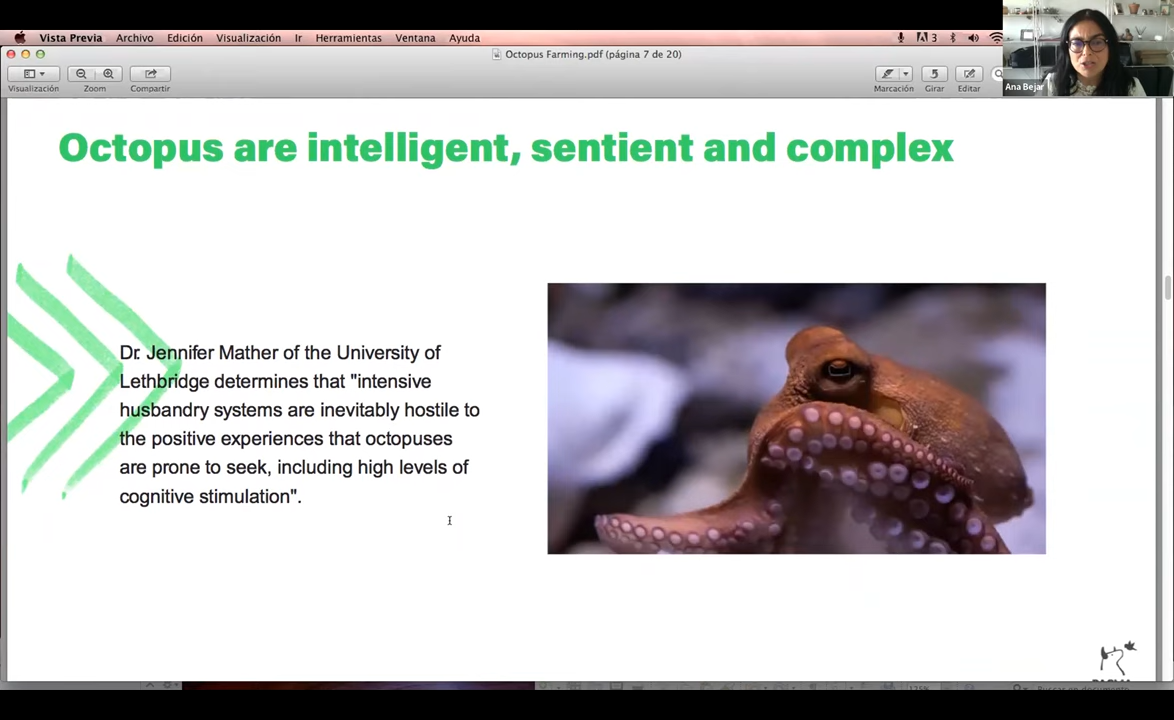 Vista Previa Archivo Edición Visualización Ir Herramientas Ventana Ayuda 3
Octopus Farming.pdf (página 7 de 20)
Visualización Zoom Compartir Marcación Girar Editar
Ana Bejar
Octopus are intelligent, sentient and complex
Dr. Jennifer Mather of the University of
Lethbridge determines that "intensive
husbandry systems are inevitably hostile to
the positive experiences that octopuses
are prone to seek, including high levels of
cognitive stimulation".